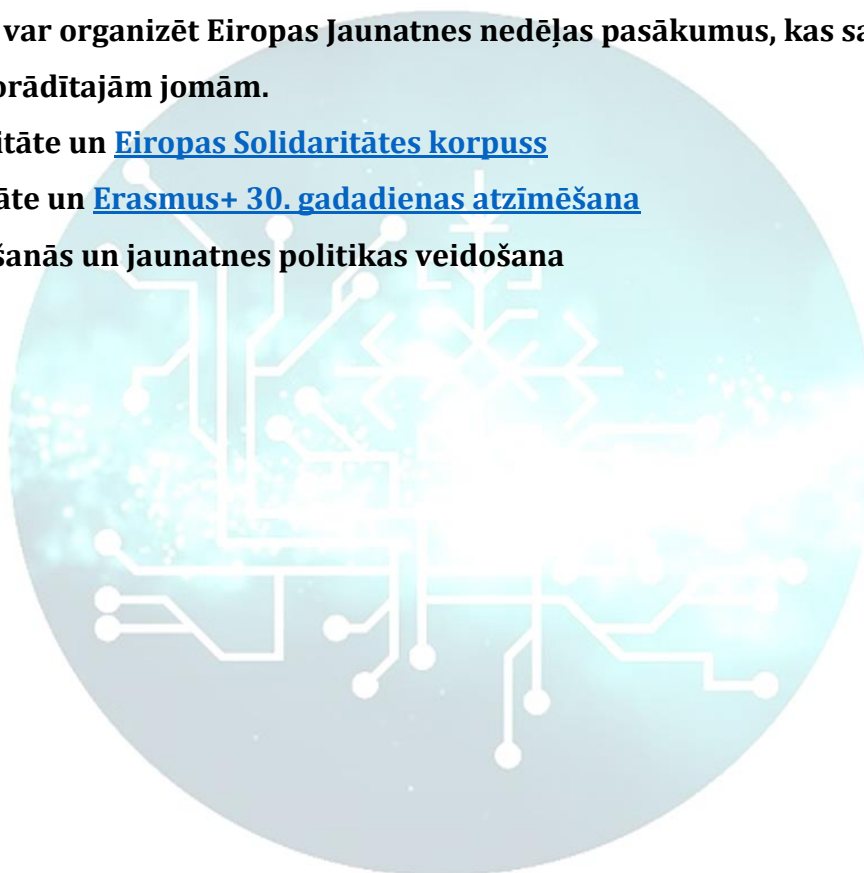 var organizēt Eiropas Jaunatnes nedēļas pasākumus, kas sa
orādītajām jomām.
itāte un Eiropas Solidaritātes korpuss
āte un Erasmus+ 30. gadadienas atzīmēšana
šanās un jaunatnes politikas veidošana